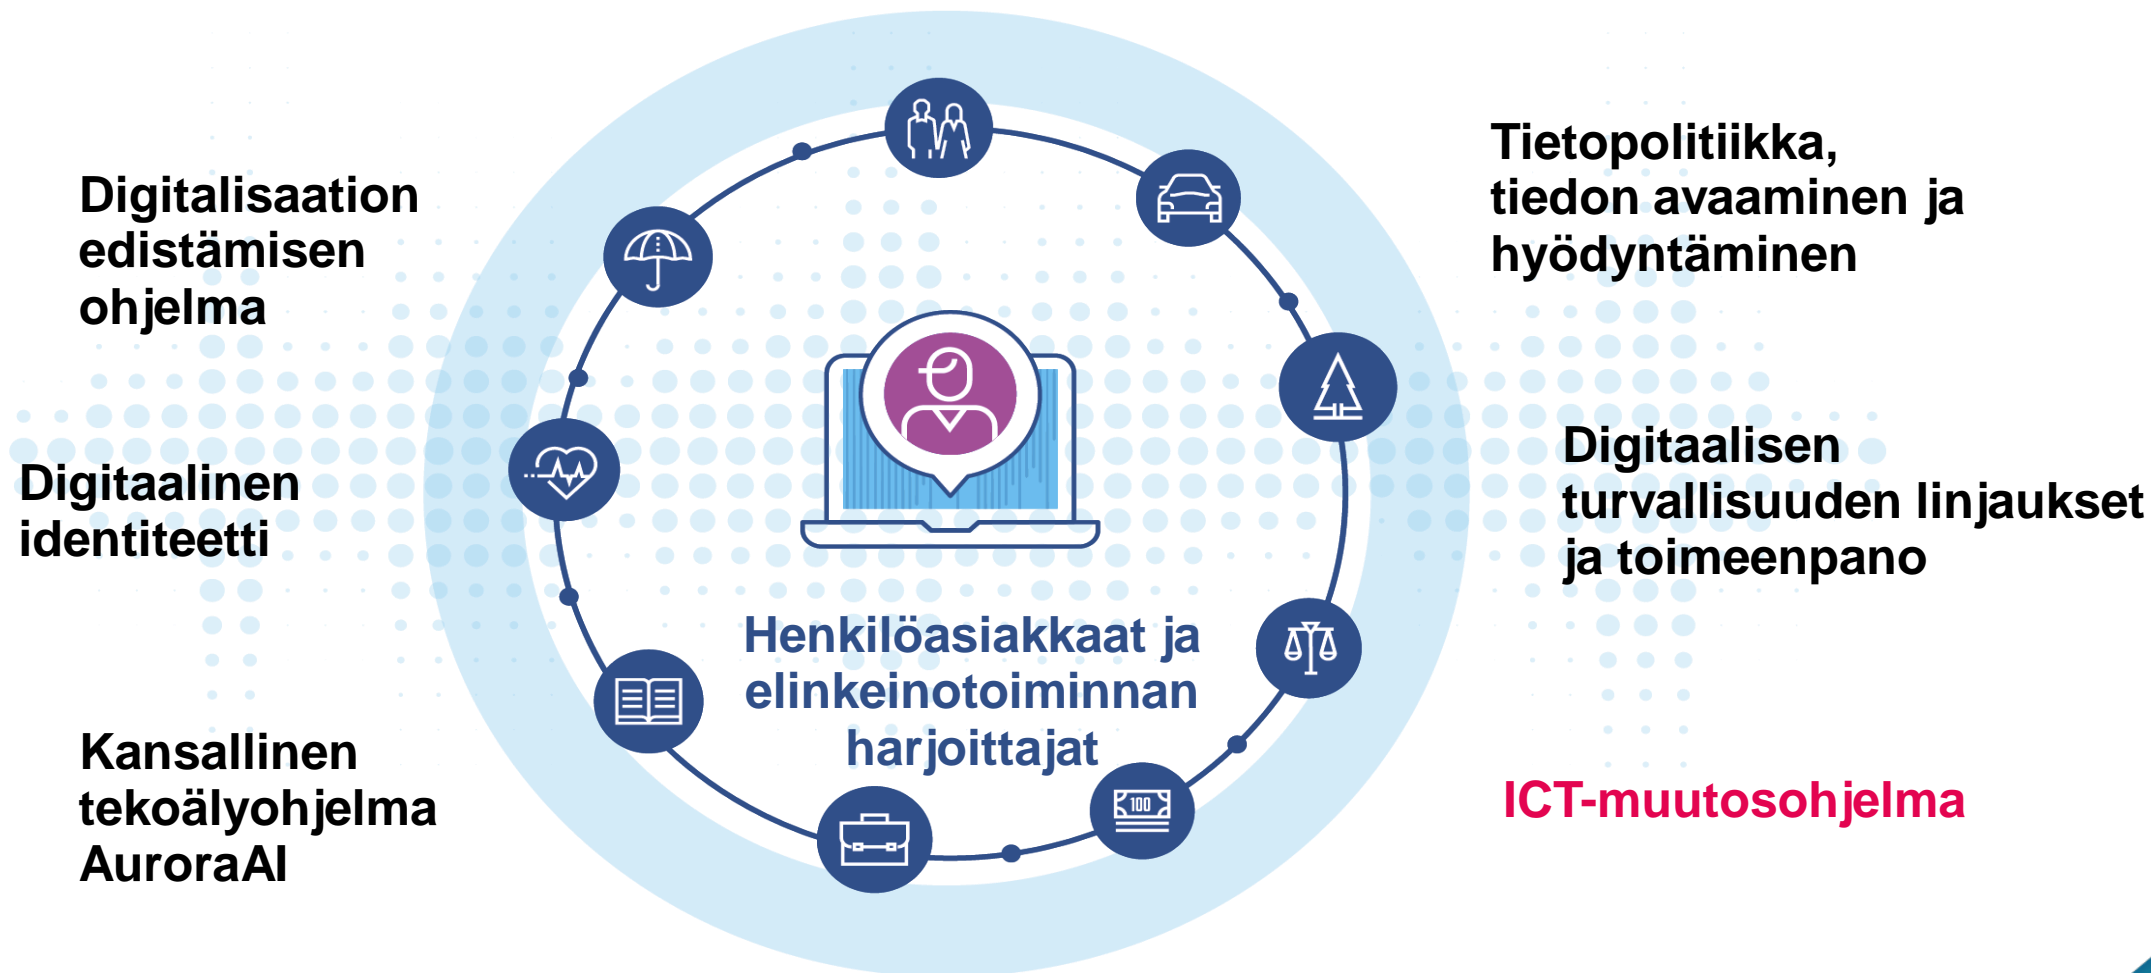 Digitalisaation
edistämisen
ohjelma
Digitaalinen
identiteetti
Kansallinen
tekoälyohjelma
AuroraAI
Henkilöasiakkaat ja
elinkeinotoiminnan
harjoittajat
100
Tietopolitiikka,
tiedon avaaminen ja
hyödyntäminen
Digitaalisen
turvallisuuden linjaukset
ja toimeenpano
ICT-muutosohjelma